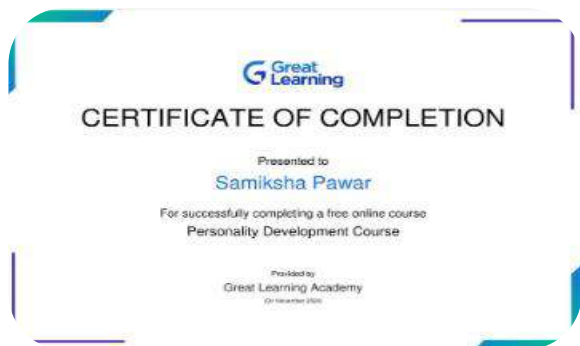 Great
Learning
CERTIFICATE OF COMPLETION
Presented to
Samiksha Pawar
For successfully completing a free online course
Personality Development Course
Provided by
Great Learning Academy